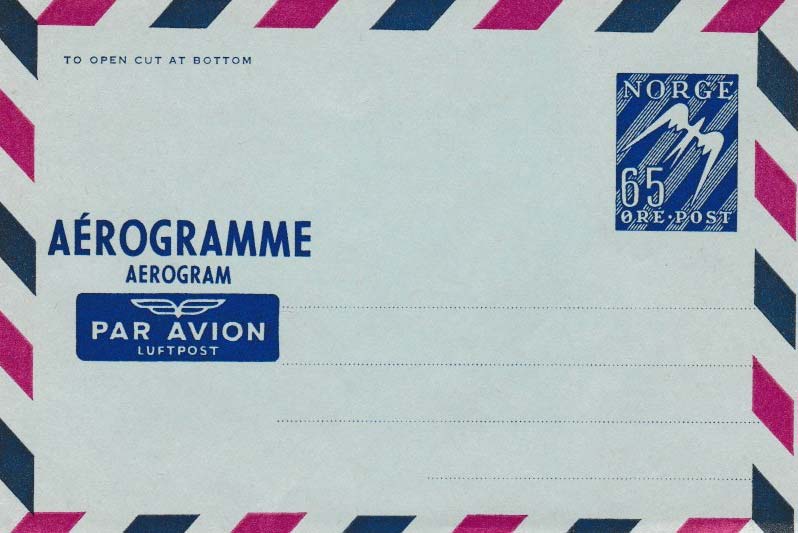 TO OPEN CUT AT BOTTOM
NORGE
65
ØRE·POST
AÉROGRAMME
AEROGRAM
PAR AVION
LUFTPOST